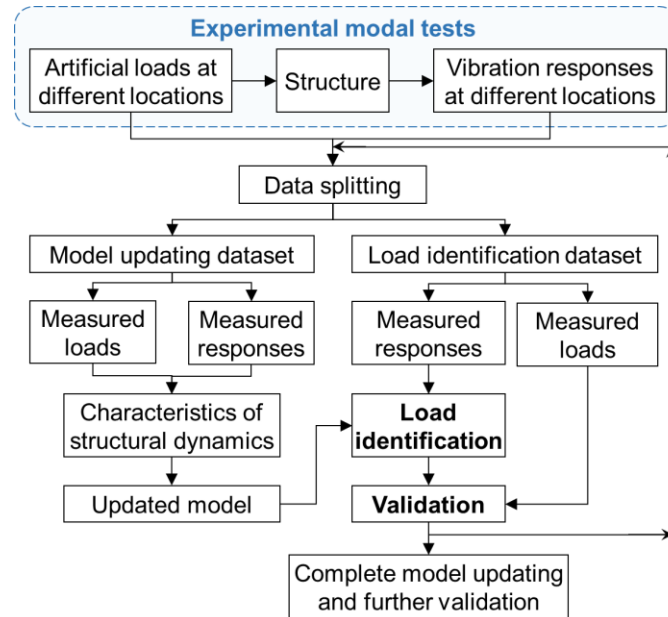 Experimental modal tests
Artificial loads at
different locations
Structure
Vibration responses
at different locations
Data splitting
Model updating dataset
Load identification dataset
Measured
loads
Measured
responses
Measured
responses
Measured
loads
Characteristics of
structural dynamics
Load
identification
Updated model
Validation
Complete model updating
and further validation